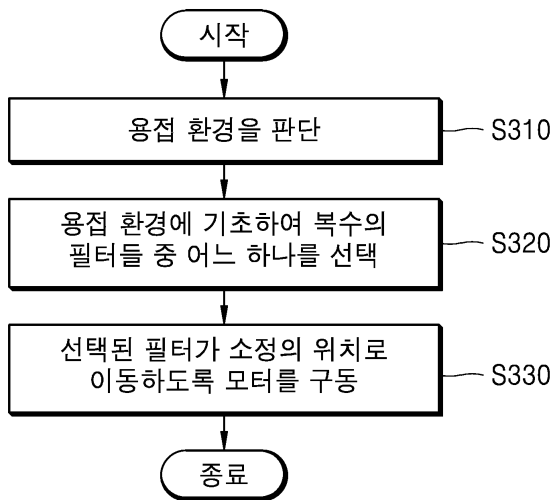 시작
용접 환경을 판단
S310
용접 환경에 기초하여 복수의
필터들 중 어느 하나를 선택
S320
선택된 필터가 소정의 위치로
이동하도록 모터를 구동
S330
종료